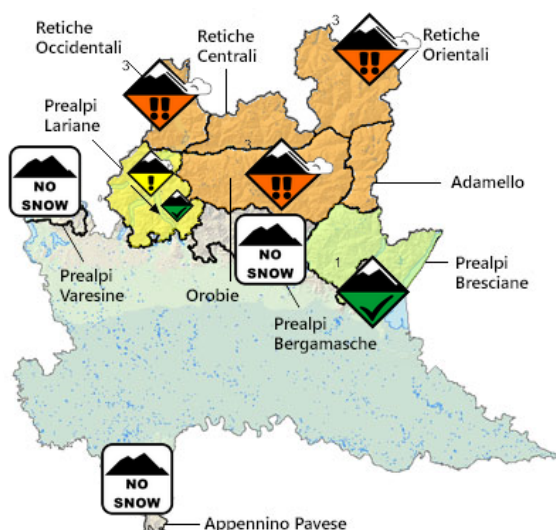 Retiche
Occidentali
3
Retiche
Centrali
3
Retiche
Orientali
Prealpi
Lariane
3
!!
!!
!!
!
NO
SNOW
Adamello
NO
SNOW
1
Prealpi
Varesine
Orobie
Prealpi
Bergamasche
Prealpi
Bresciane
NO
SNOW
Appennino Pavese